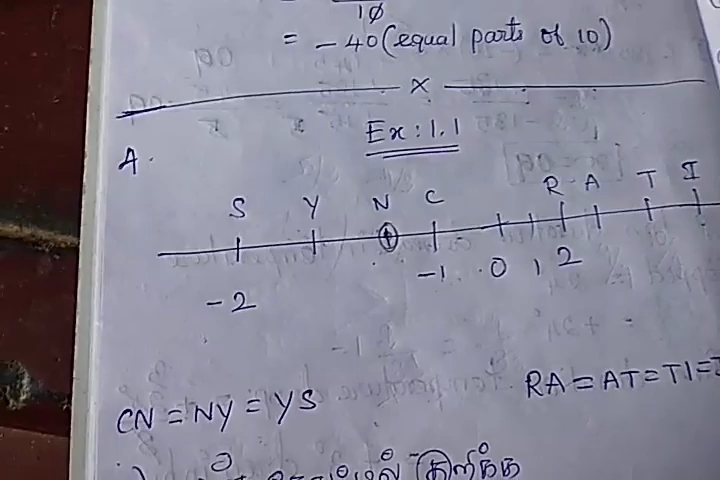 10
= -40 (equal parts of 10)
x
Ex: 1.1
A.
S Y N C R A T I
-2 -1 0 1 2
CN = NY = YS
RA = AT = TI =
குறிக்க